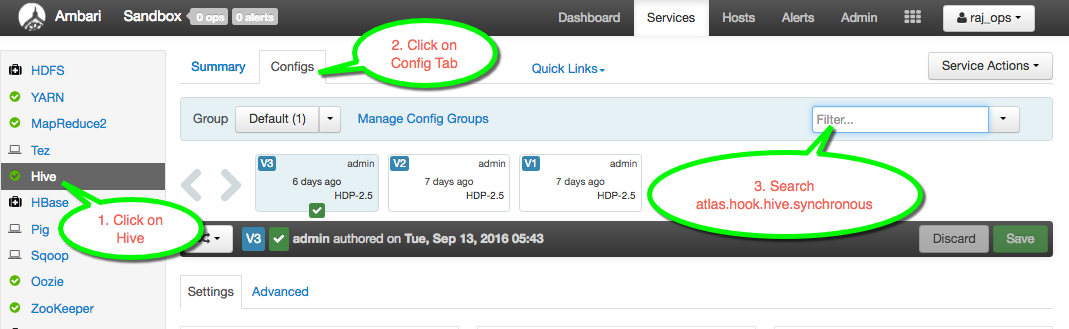 Ambari Sandbox 0 ops 0 alerts Dashboard Services Hosts Alerts Admin raj_ops
HDFS
YARN
MapReduce2
Tez
Hive
HBase
Pig
Sqoop
Oozie
ZooKeeper
1. Click on
Hive
Summary Configs Quick Links Service Actions
2. Click on
Config Tab
Group Default (1) Manage Config Groups Filter...
V3 admin
6 days ago
HDP-2.5
V2 admin
7 days ago
HDP-2.5
V1 admin
7 days ago
HDP-2.5
3. Search
atlas.hook.hive.synchronous
V3 admin authored on Tue, Sep 13, 2016 05:43 Discard Save
Settings Advanced